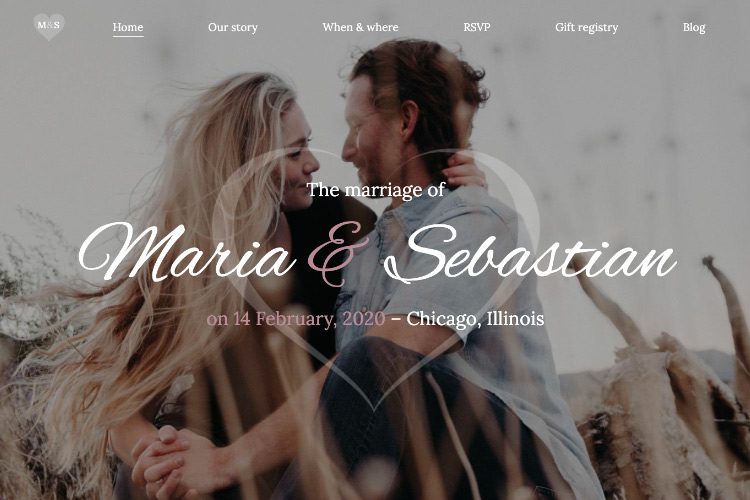 M&S
Home Our story When & where RSVP Gift registry Blog
The marriage of
Maria & Sebastian
on 14 February, 2020 – Chicago, Illinois